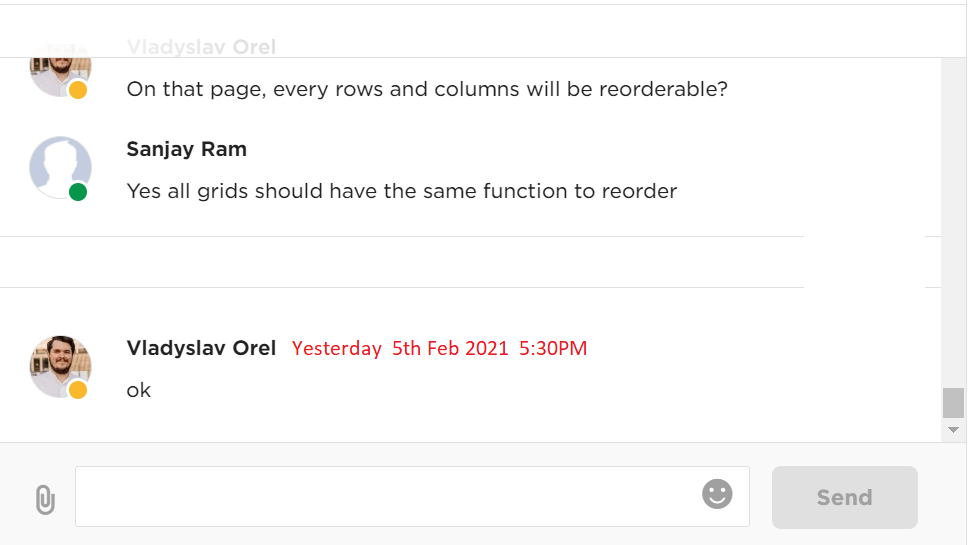 Vladyslav Orel
On that page, every rows and columns will be reorderable?
Sanjay Ram
Yes all grids should have the same function to reorder
Vladyslav Orel Yesterday 5th Feb 2021 5:30PM
ok
Send